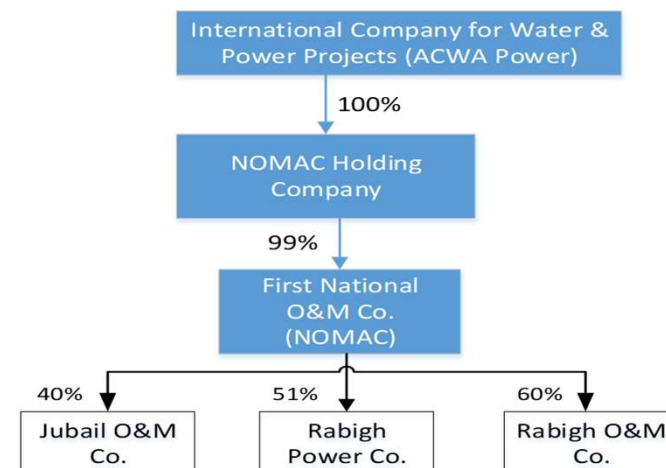 International Company for Water &
Power Projects (ACWA Power)
100%
NOMAC Holding
Company
99%
First National
O&M Co.
(NOMAC)
40%
51%
60%
Jubail O&M
Co.
Rabigh
Power Co.
Rabigh O&M
Co.